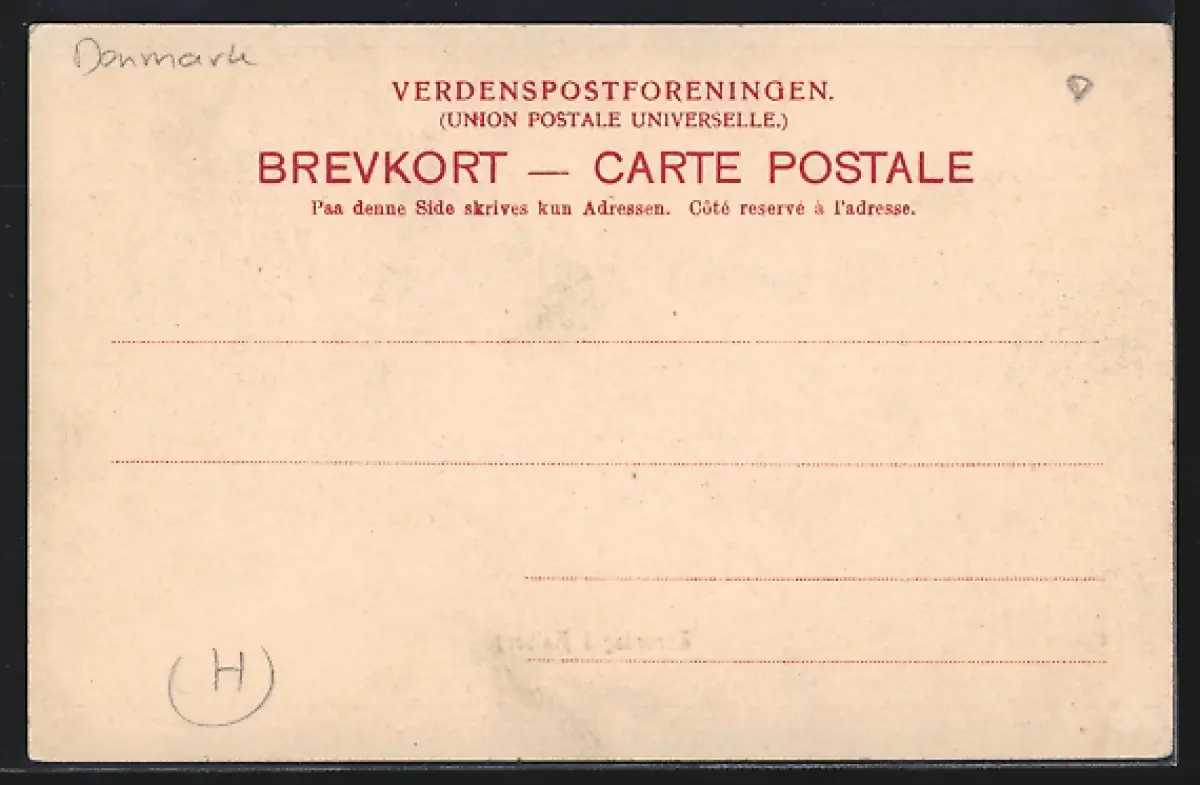 Danmark
VERDENSPOSTFORENINGEN.
(UNION POSTALE UNIVERSELLE.)
BREVKORT — CARTE POSTALE
Paa denne Side skrives kun Adressen. Côté reservé à l'adresse.
(H)